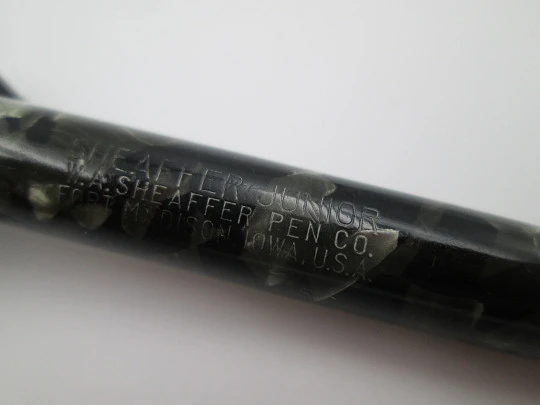 SHEAFFER JUNIOR
W.A.SHEAFFER PEN CO.
FORT MADISON, IOWA, U.S.A.